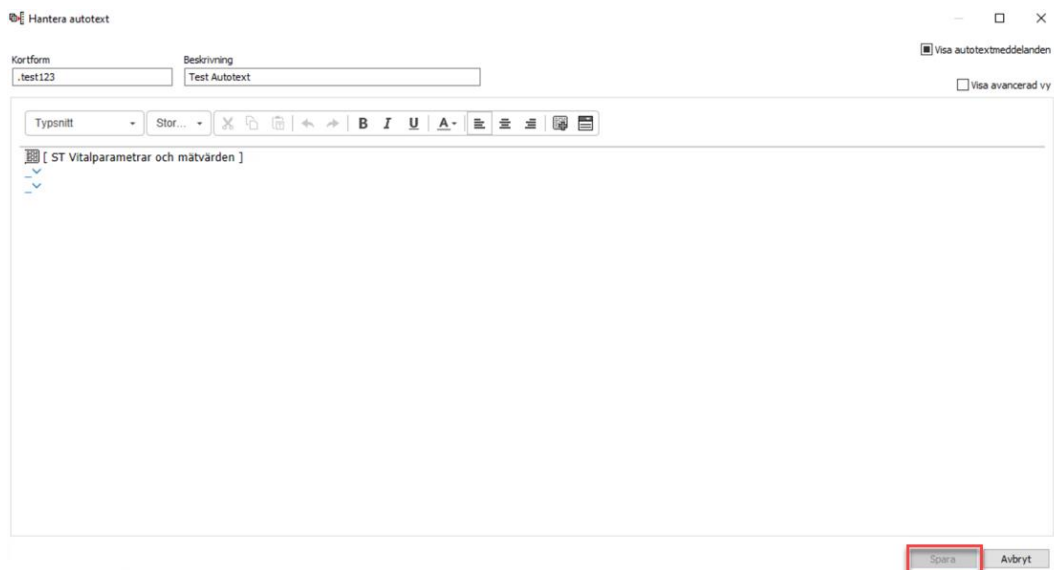 Hantera autotext
Visa autotextmeddelanden
Kortform Beskrivning
.test123 Test Autotext
Visa avancerad vy
Typsnitt Stor... B I U A
[ ST Vitalparametrar och mätvärden ]
_
_
Spara Avbryt